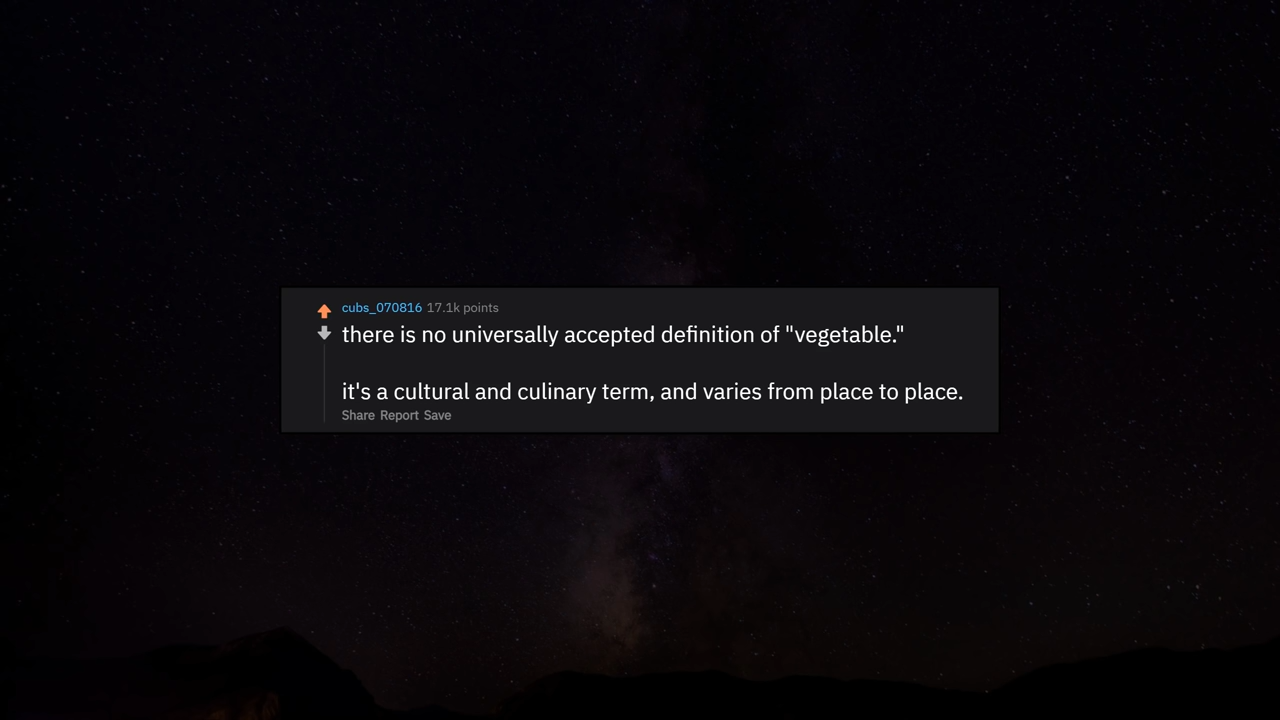 cubs_070816 17.1k points
there is no universally accepted definition of "vegetable."
it's a cultural and culinary term, and varies from place to place.
Share Report Save